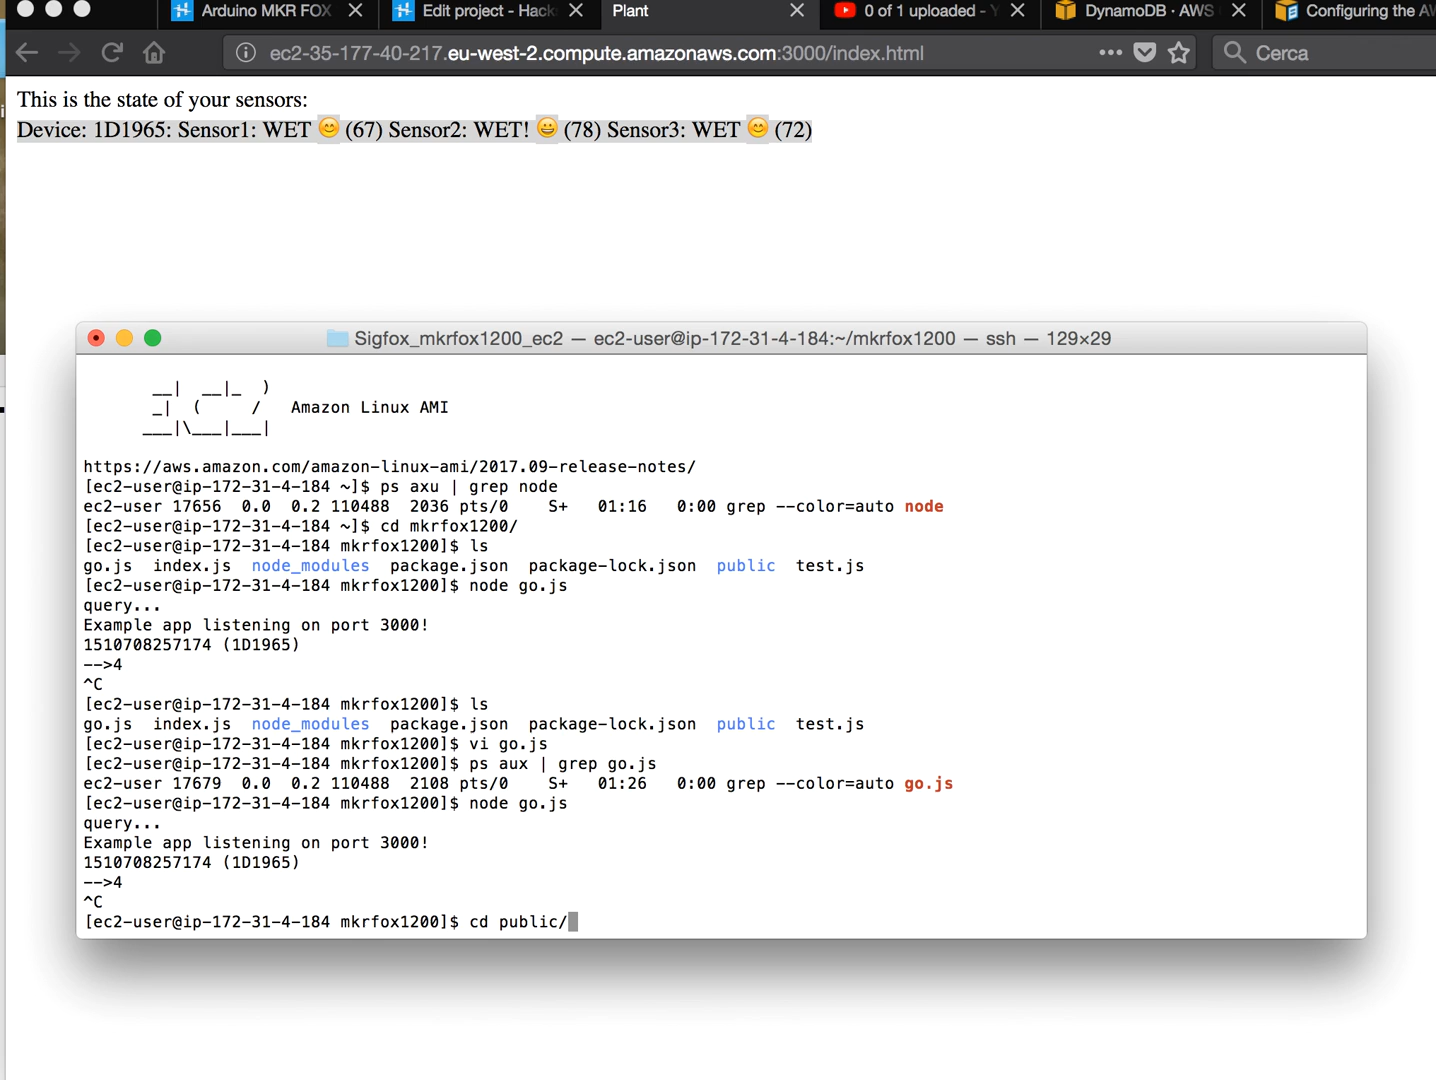 Arduino MKR FOX
Edit project - Hack
Plant
0 of 1 uploaded - Y
DynamoDB · AWS
Configuring the AW
ec2-35-177-40-217.eu-west-2.compute.amazonaws.com:3000/index.html
Cerca
This is the state of your sensors:
Device: 1D1965: Sensor1: WET 😊 (67) Sensor2: WET! 😀 (78) Sensor3: WET 😊 (72)
Sigfox_mkrfox1200_ec2 — ec2-user@ip-172-31-4-184:~/mkrfox1200 — ssh — 129×29
__|  __|_  )
_|  (     /   Amazon Linux AMI
___|\___|___|
https://aws.amazon.com/amazon-linux-ami/2017.09-release-notes/
[ec2-user@ip-172-31-4-184 ~]$ ps axu | grep node
ec2-user 17656  0.0  0.2 110488  2036 pts/0    S+   01:16   0:00 grep --color=auto node
[ec2-user@ip-172-31-4-184 ~]$ cd mkrfox1200/
[ec2-user@ip-172-31-4-184 mkrfox1200]$ ls
go.js  index.js  node_modules  package.json  package-lock.json  public  test.js
[ec2-user@ip-172-31-4-184 mkrfox1200]$ node go.js
query...
Example app listening on port 3000!
1510708257174 (1D1965)
-->4
^C
[ec2-user@ip-172-31-4-184 mkrfox1200]$ ls
go.js  index.js  node_modules  package.json  package-lock.json  public  test.js
[ec2-user@ip-172-31-4-184 mkrfox1200]$ vi go.js
[ec2-user@ip-172-31-4-184 mkrfox1200]$ ps aux | grep go.js
ec2-user 17679  0.0  0.2 110488  2108 pts/0    S+   01:26   0:00 grep --color=auto go.js
[ec2-user@ip-172-31-4-184 mkrfox1200]$ node go.js
query...
Example app listening on port 3000!
1510708257174 (1D1965)
-->4
^C
[ec2-user@ip-172-31-4-184 mkrfox1200]$ cd public/